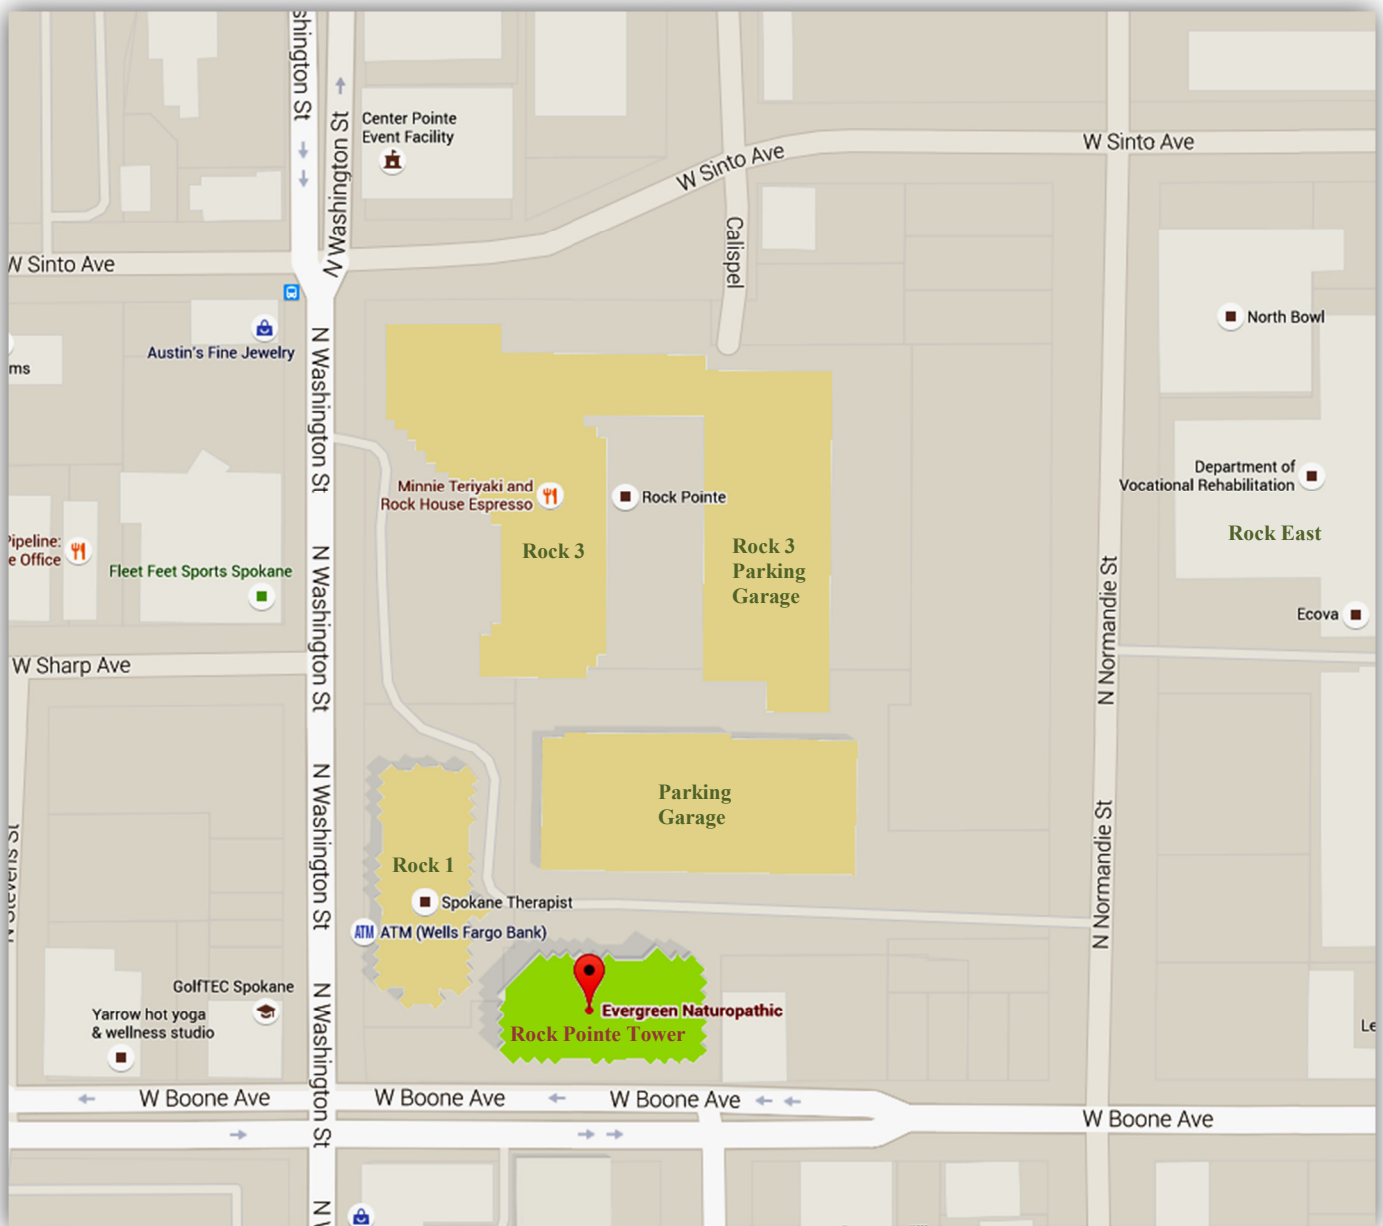 shington St
N Washington St
Center Pointe
Event Facility
W Sinto Ave
W Sinto Ave
W Sinto Ave
Calispel
Austin's Fine Jewelry
ms
N Washington St
North Bowl
Minnie Teriyaki and
Rock House Espresso
Rock Pointe
Department of
Vocational Rehabilitation
Rock East
Rock 3
Rock 3
Parking
Garage
Pipeline:
e Office
Fleet Feet Sports Spokane
N Washington St
N Normandie St
Ecova
W Sharp Ave
N Washington St
Parking
Garage
N Normandie St
N Stevens St
Rock 1
Spokane Therapist
ATM
ATM (Wells Fargo Bank)
GolfTEC Spokane
Yarrow hot yoga
& wellness studio
N Washington St
Evergreen Naturopathic
Rock Pointe Tower
Le
W Boone Ave
W Boone Ave
W Boone Ave
W Boone Ave
N W